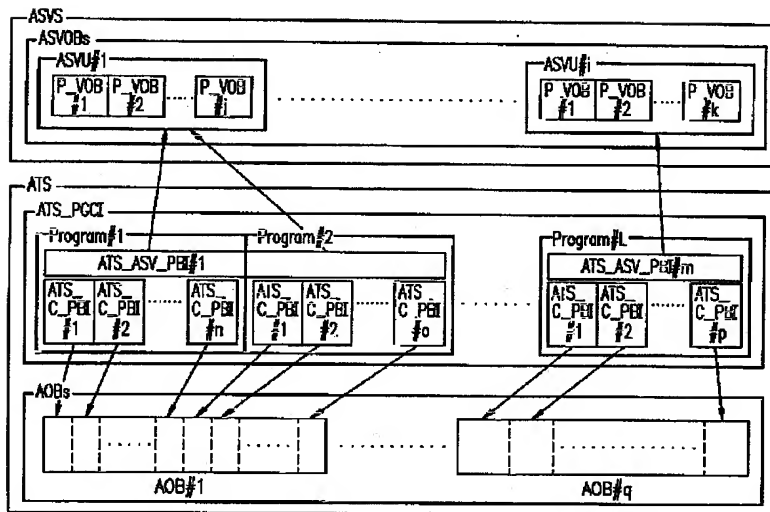 ASVS
ASVOBs
ASVU#1
P_VOB #1
P_VOB #2
P_VOB #j
ASVU#i
P_VOB #1
P_VOB #2
P_VOB #k
ATS
ATS_PGCI
Program#1
Program#2
Program#L
ATS_ASV_PBI#1
ATS_ASV_PBI#m
ATS_ C_PBI #1
ATS_ C_PBI #2
ATS_ C_PBI #n
ATS_ C_PBI #1
ATS_ C_PBI #2
ATS_ C_PBI #o
ATS_ C_PBI #1
ATS_ C_PBI #2
ATS_ C_PBI #p
AOBs
AOB#1
AOB#q